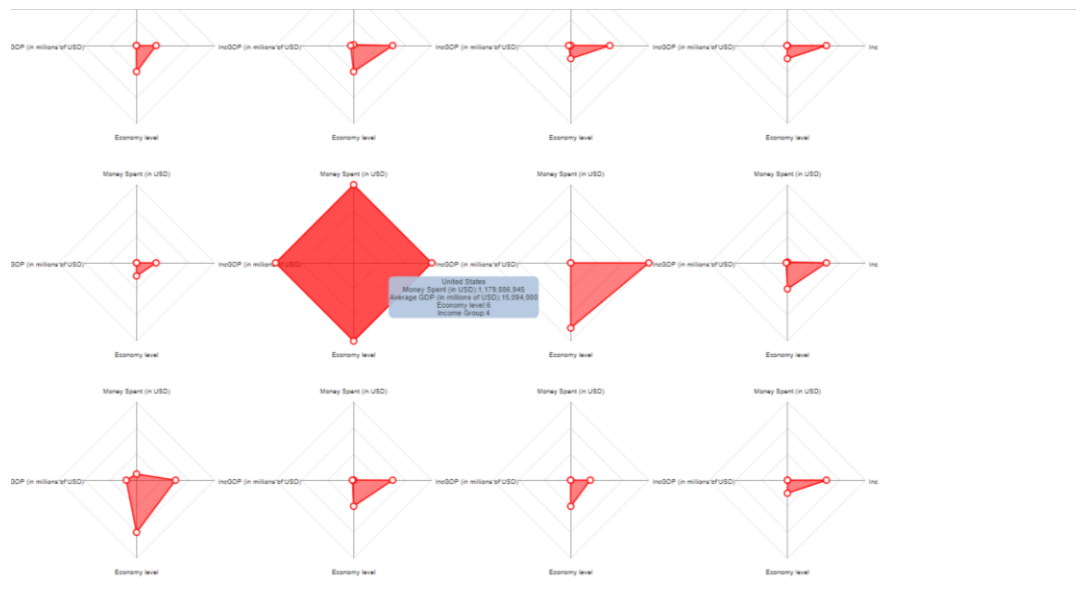 GDP (in millions of USD) IncGDP (in millions of USD) IncGDP (in millions of USD) IncGDP (in millions of USD) Inc
Economy level Economy level Economy level Economy level
Money Spent (in USD) Money Spent (in USD) Money Spent (in USD) Money Spent (in USD)
GDP (in millions of USD) IncGDP (in millions of USD) IncGDP (in millions of USD) IncGDP (in millions of USD) Inc
United States
Money Spent (in USD):1,179,886,945
Average GDP (in millions of USD):15,094,000
Economy level:6
Income Group:4
Economy level Economy level Economy level Economy level
Money Spent (in USD) Money Spent (in USD) Money Spent (in USD) Money Spent (in USD)
GDP (in millions of USD) IncGDP (in millions of USD) IncGDP (in millions of USD) IncGDP (in millions of USD) Inc
Economy level Economy level Economy level Economy level